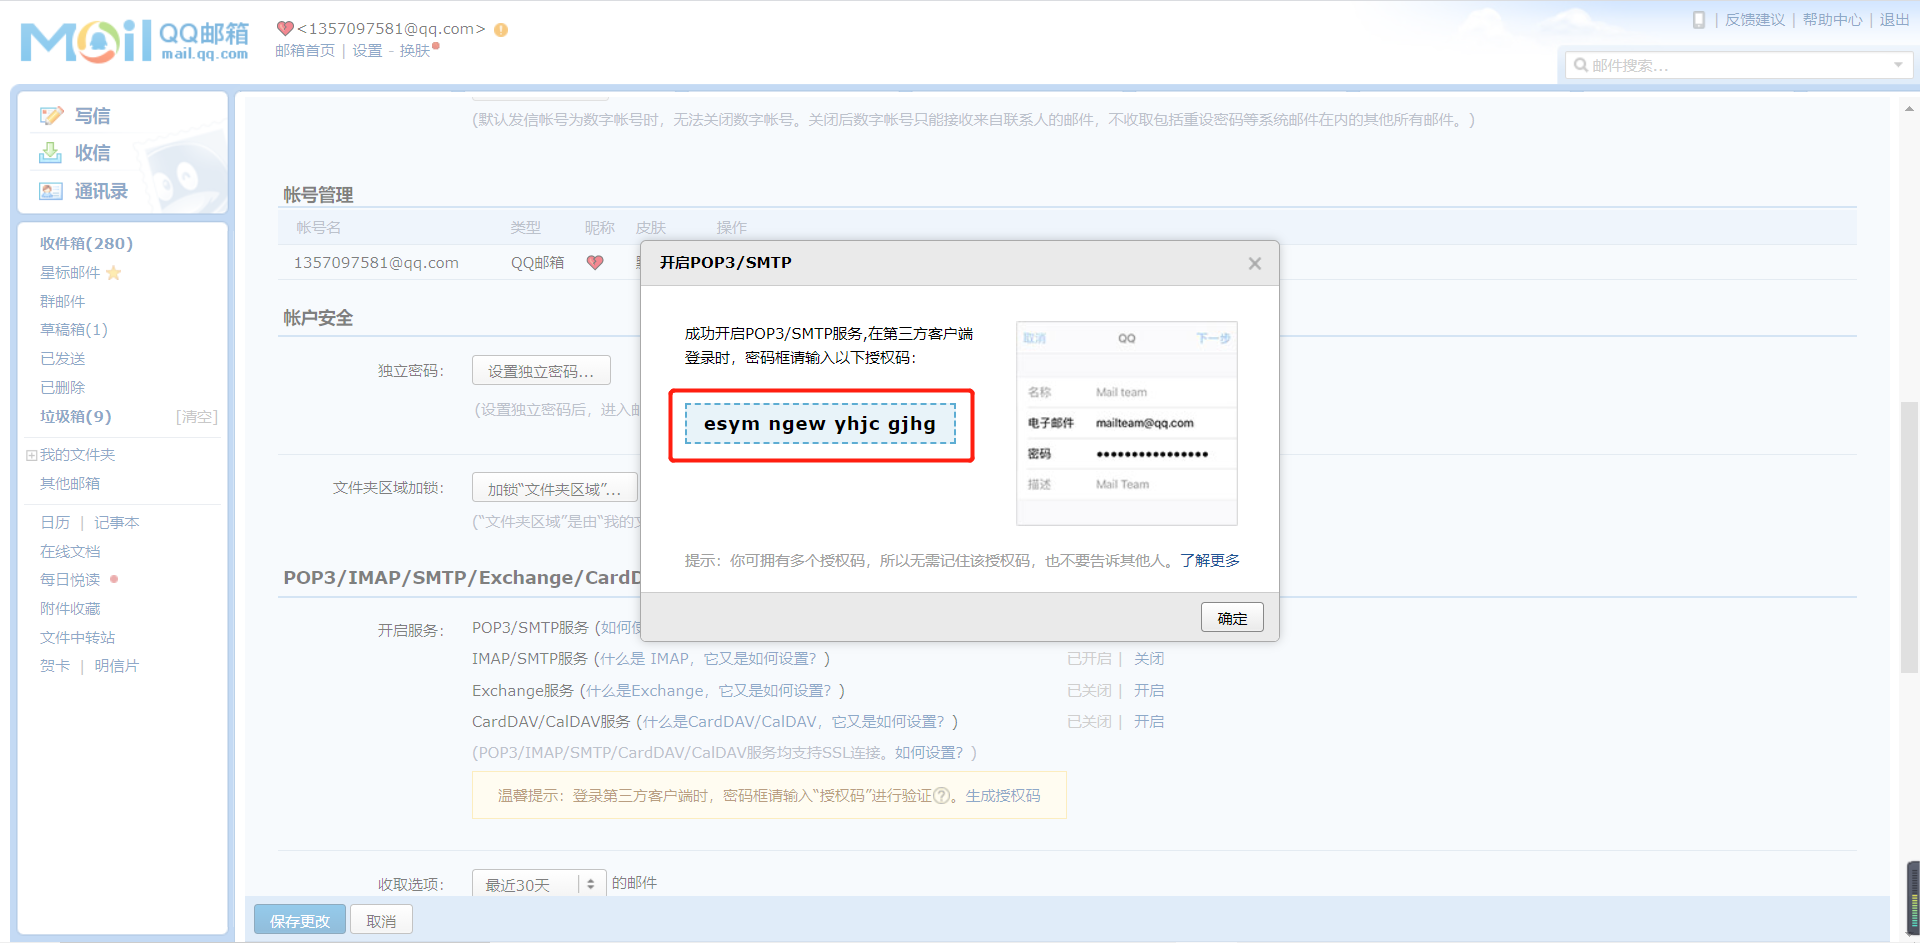 Mail QQ邮箱 mail.qq.com
<1357097581@qq.com>
邮箱首页 | 设置 - 换肤
| 反馈建议 | 帮助中心 | 退出
邮件搜索...
写信
收信
通讯录
收件箱(280)
星标邮件
群邮件
草稿箱(1)
已发送
已删除
垃圾箱(9) [清空]
我的文件夹
其他邮箱
日历 | 记事本
在线文档
每日悦读
附件收藏
文件中转站
贺卡 | 明信片
(默认发信帐号为数字帐号时，无法关闭数字帐号。关闭后数字帐号只能接收来自联系人的邮件，不收取包括重设密码等系统邮件在内的其他所有邮件。)
帐号管理
帐号名 类型 昵称 皮肤 操作
1357097581@qq.com QQ邮箱
帐户安全
独立密码： 设置独立密码...
(设置独立密码后，进入
文件夹区域加锁： 加锁“文件夹区域”...
(“文件夹区域”是由“我的
POP3/IMAP/SMTP/Exchange/CardD
开启服务： POP3/SMTP服务 (如何
IMAP/SMTP服务 (什么是 IMAP，它又是如何设置？) 已开启 | 关闭
Exchange服务 (什么是Exchange，它又是如何设置？) 已关闭 | 开启
CardDAV/CalDAV服务 (什么是CardDAV/CalDAV，它又是如何设置？) 已关闭 | 开启
(POP3/IMAP/SMTP/CardDAV/CalDAV服务均支持SSL连接。如何设置？)
温馨提示：登录第三方客户端时，密码框请输入“授权码”进行验证?。生成授权码
收取选项： 最近30天 的邮件
保存更改 取消
开启POP3/SMTP ×
成功开启POP3/SMTP服务,在第三方客户端
登录时，密码框请输入以下授权码：
esym ngew yhjc gjhg
取消 QQ 下一步
名称 Mail team
电子邮件 mailteam@qq.com
密码 ••••••••••••••••
描述 Mail Team
提示：你可拥有多个授权码，所以无需记住该授权码，也不要告诉其他人。了解更多
确定